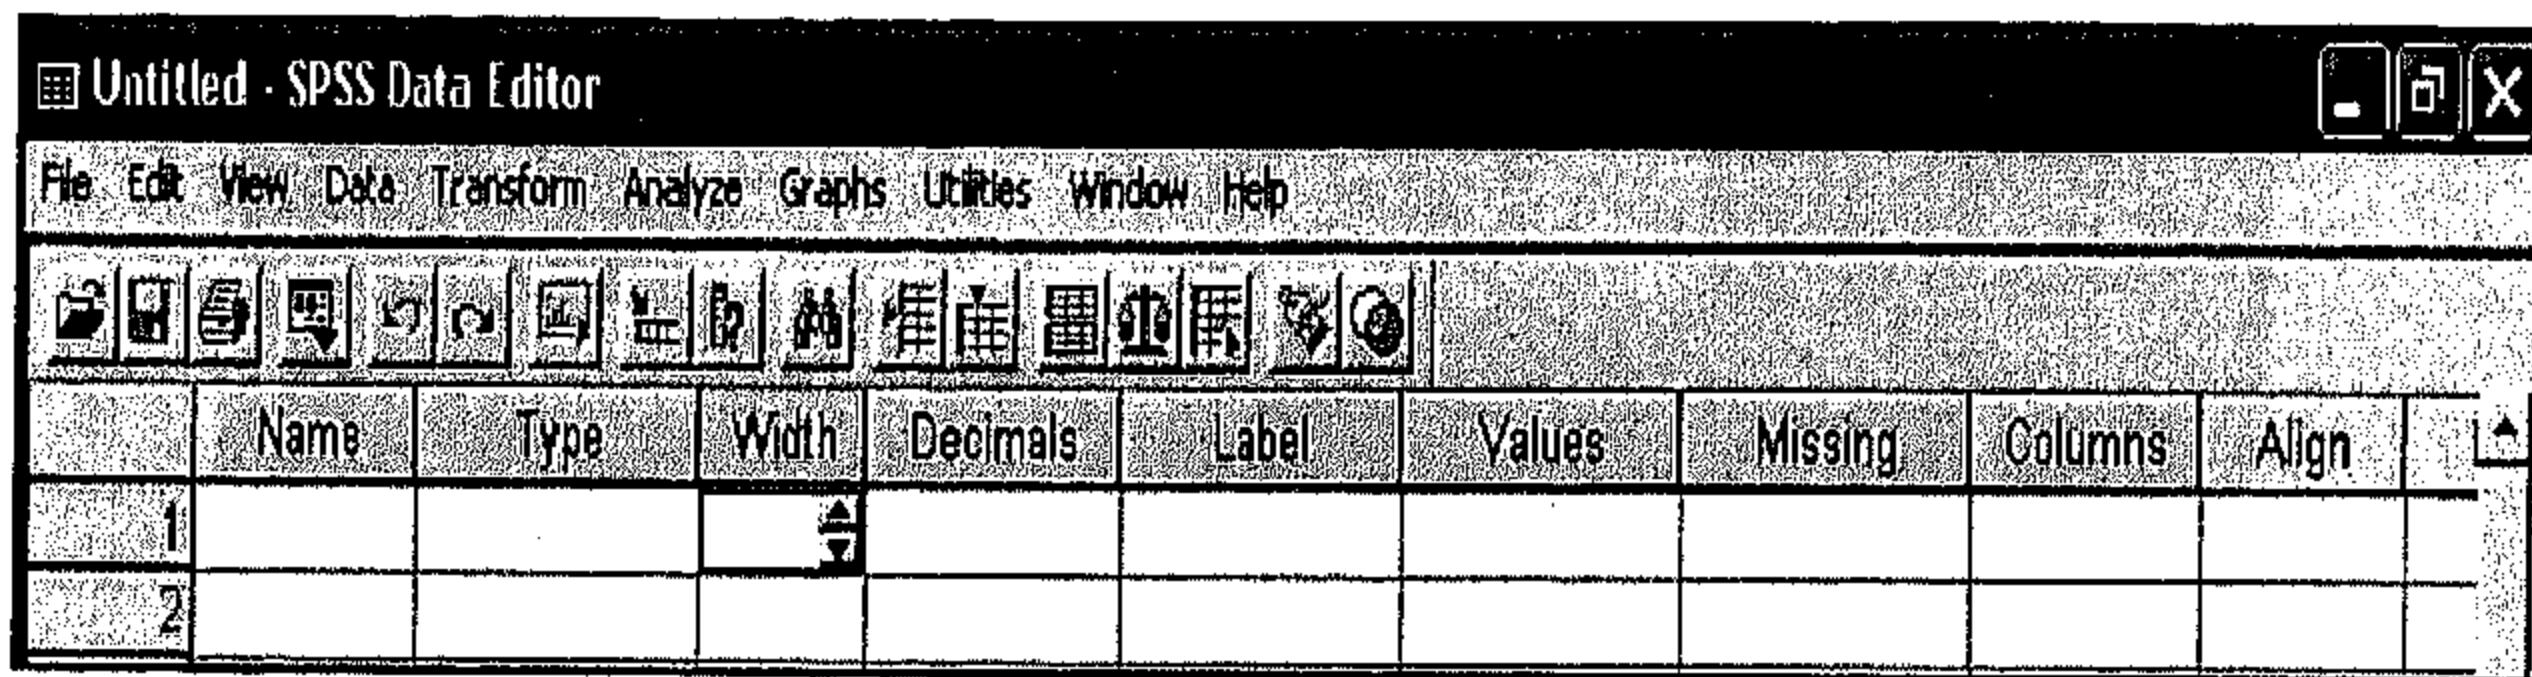 Untitled - SPSS Data Editor
File Edit View Data Transform Analyze Graphs Utilities Window Help
Name Type Width Decimals Label Values Missing Columns Align
1
2